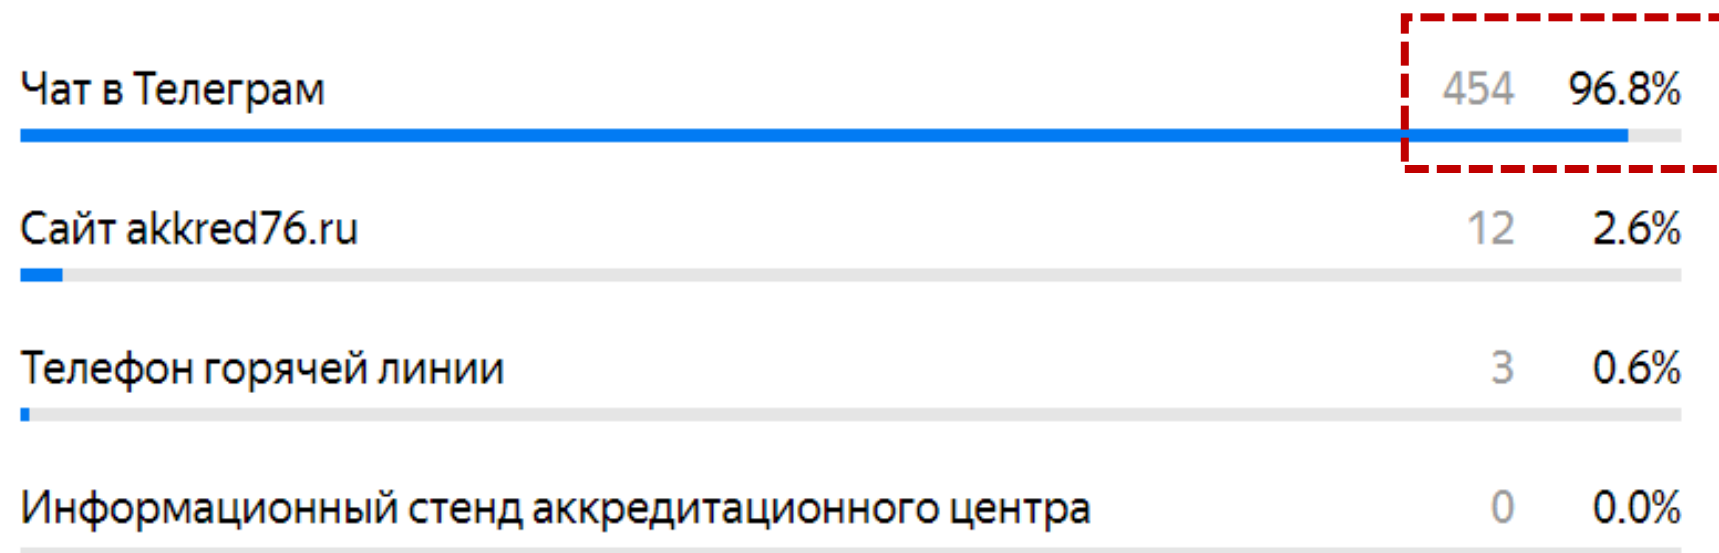 Чат в Телеграм 454 96.8%
Сайт akkred76.ru 12 2.6%
Телефон горячей линии 3 0.6%
Информационный стенд аккредитационного центра 0 0.0%